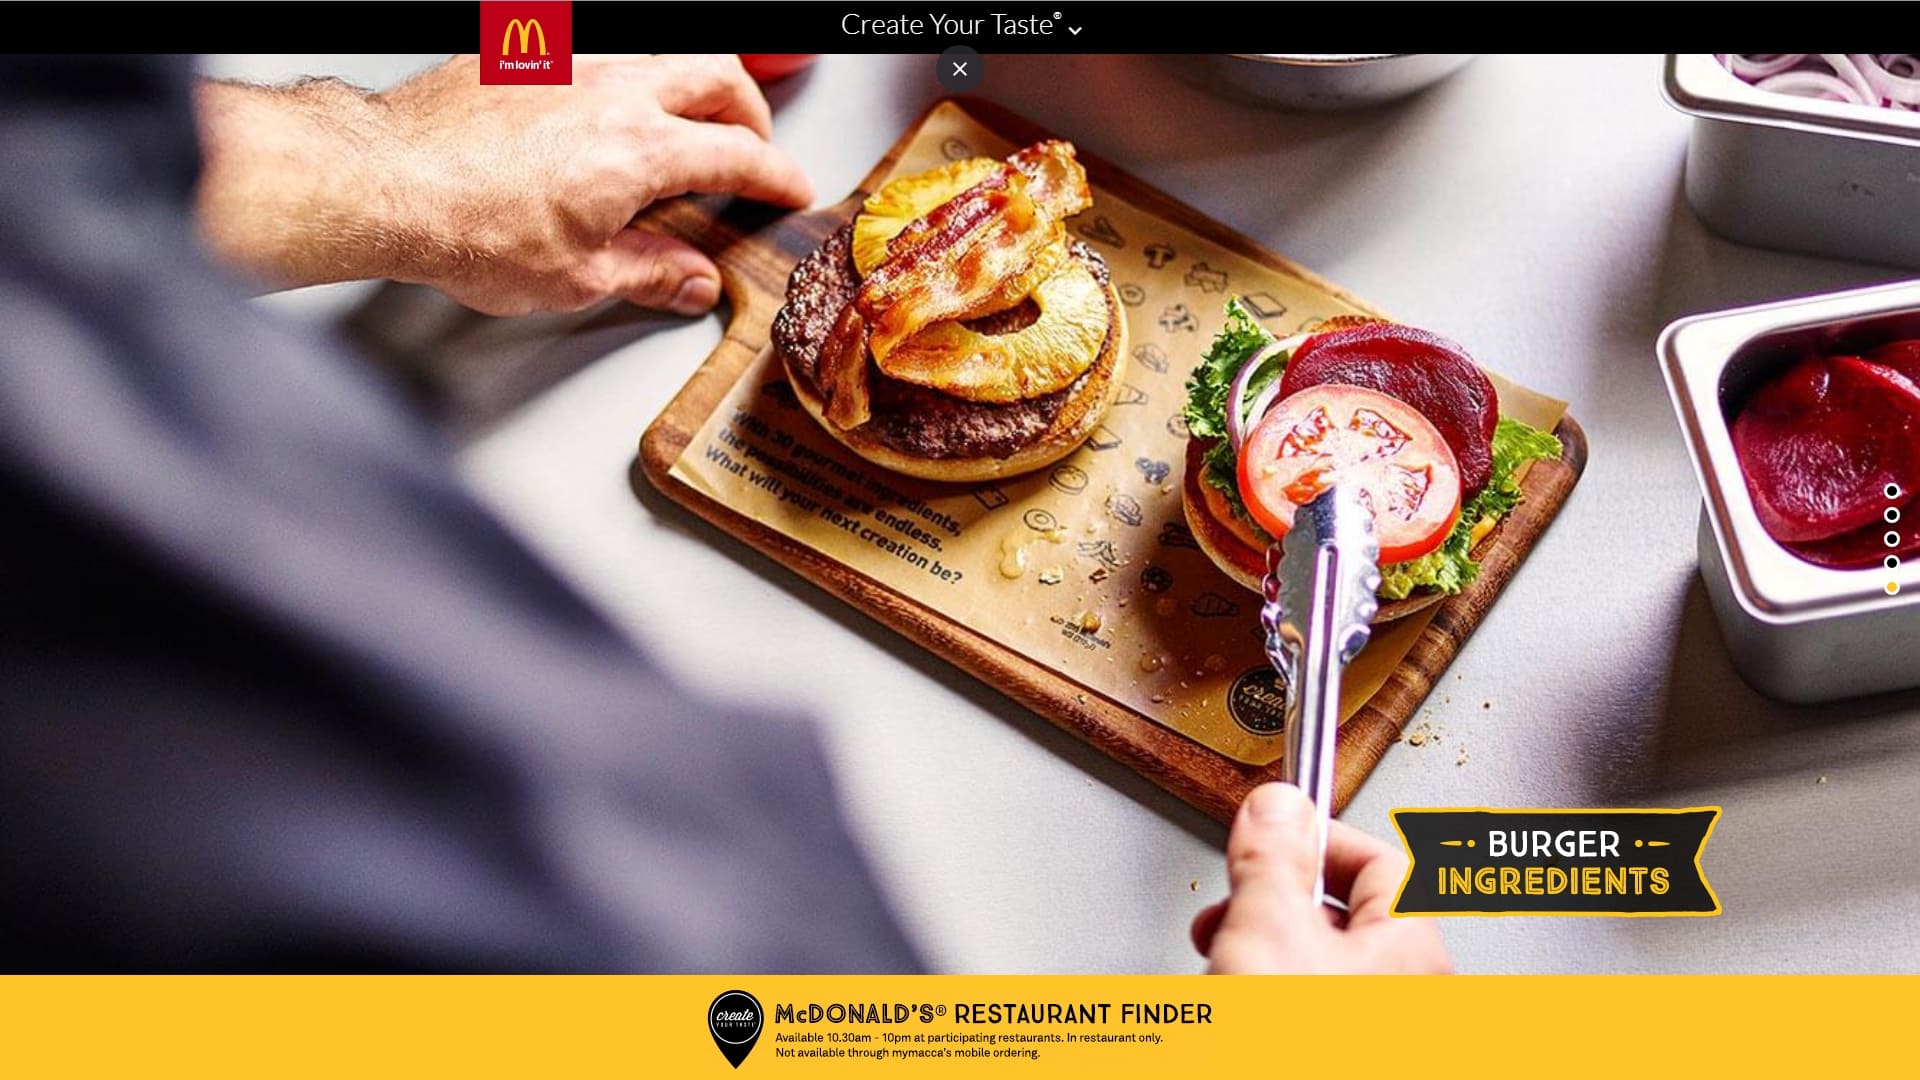 Create Your Taste®
M
i'm lovin' it
With 30 gourmet ingredients,
the possibilities are endless.
What will your next creation be?
BURGER
INGREDIENTS
create
YOUR TASTE
McDONALD'S® RESTAURANT FINDER
Available 10.30am - 10pm at participating restaurants. In restaurant only.
Not available through mymacca's mobile ordering.